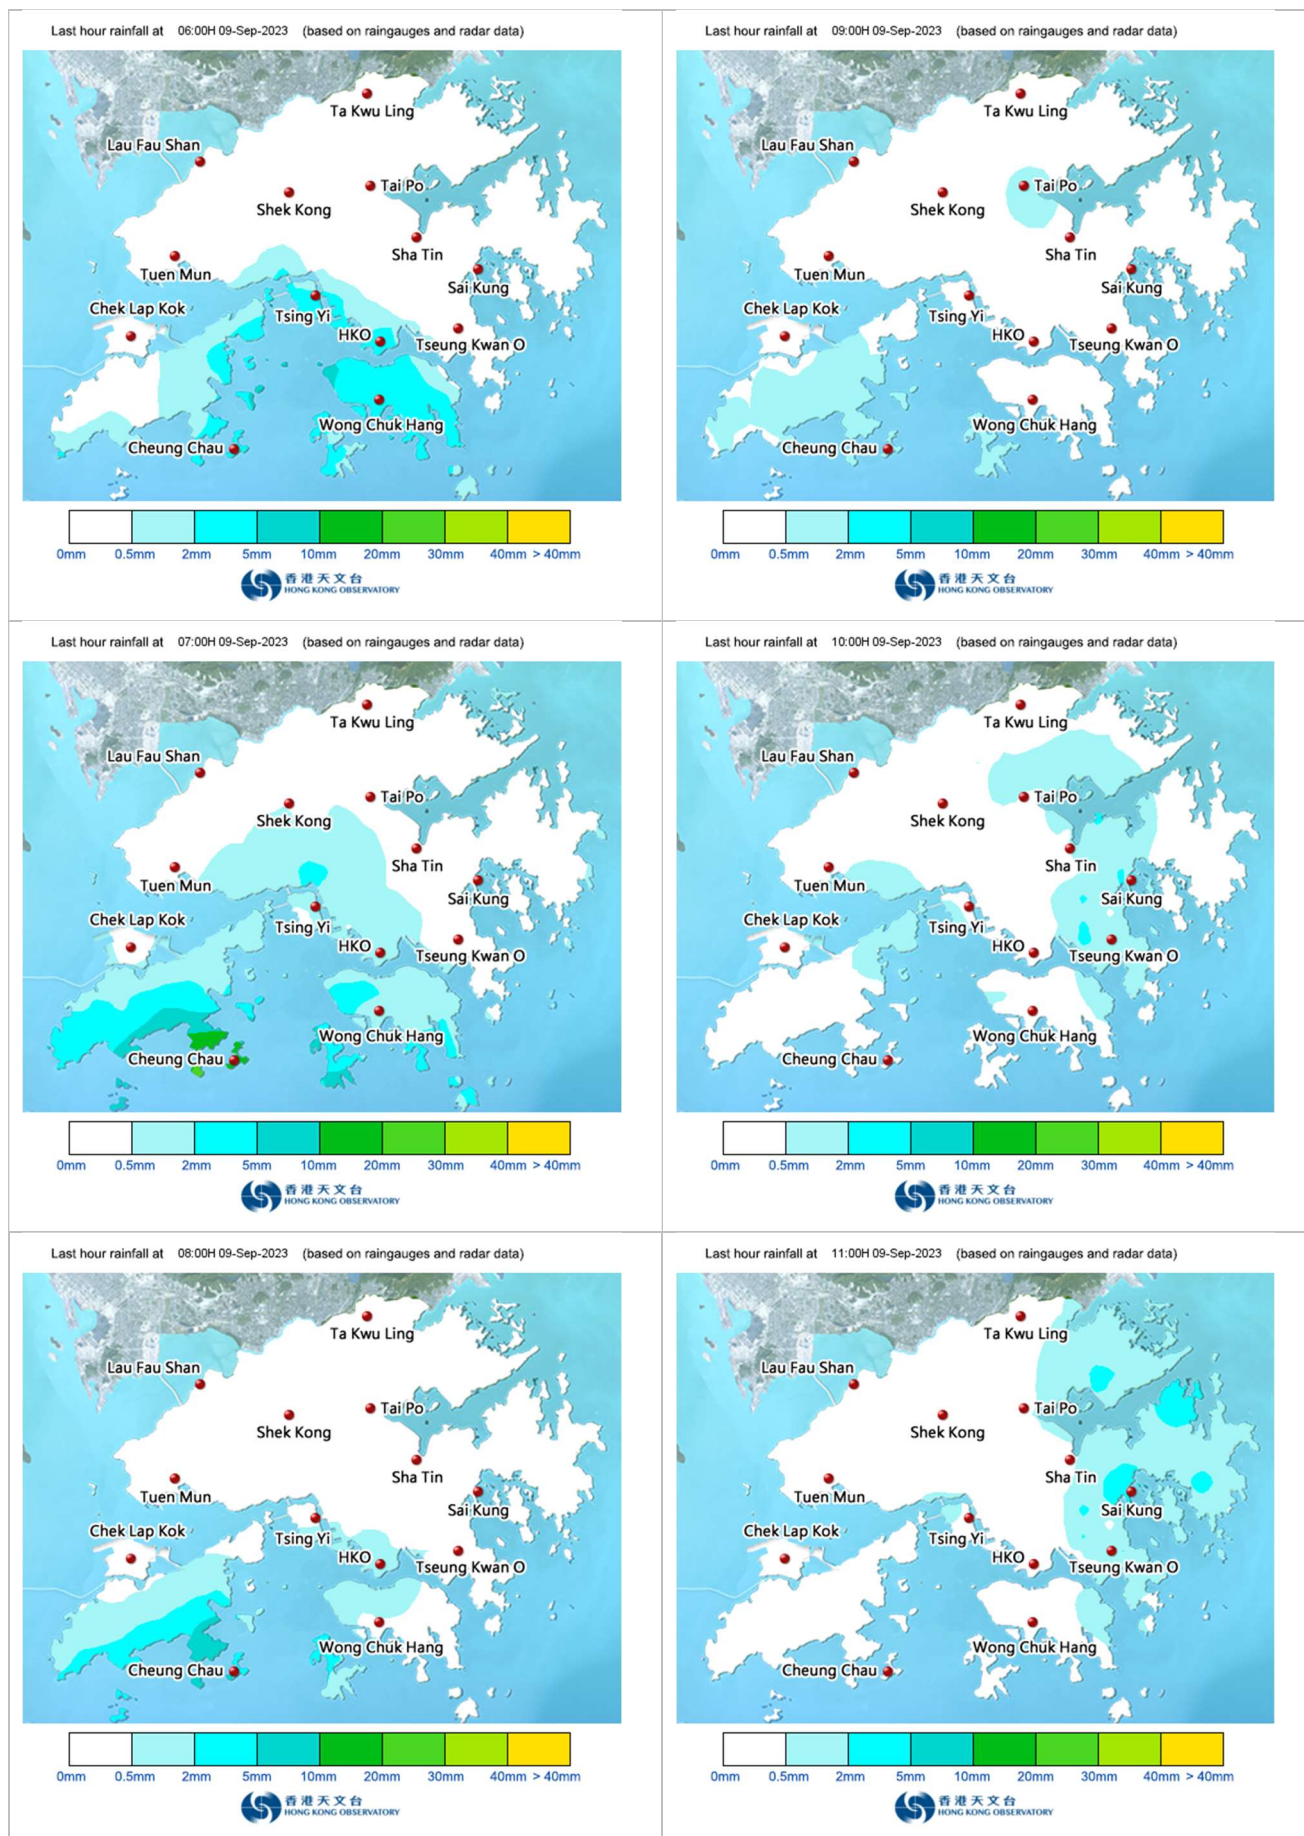 Last hour rainfall at 06:00H 09-Sep-2023 (based on raingauges and radar data)
Ta Kwu Ling
Lau Fau Shan
Tai Po
Shek Kong
Sha Tin
Tuen Mun
Sai Kung
Chek Lap Kok
Tsing Yi
HKO
Tseung Kwan O
Wong Chuk Hang
Cheung Chau
0mm 0.5mm 2mm 5mm 10mm 20mm 30mm 40mm > 40mm
香港天文台
HONG KONG OBSERVATORY
Last hour rainfall at 09:00H 09-Sep-2023 (based on raingauges and radar data)
Ta Kwu Ling
Lau Fau Shan
Tai Po
Shek Kong
Sha Tin
Tuen Mun
Sai Kung
Chek Lap Kok
Tsing Yi
HKO
Tseung Kwan O
Wong Chuk Hang
Cheung Chau
0mm 0.5mm 2mm 5mm 10mm 20mm 30mm 40mm > 40mm
香港天文台
HONG KONG OBSERVATORY
Last hour rainfall at 07:00H 09-Sep-2023 (based on raingauges and radar data)
Ta Kwu Ling
Lau Fau Shan
Tai Po
Shek Kong
Sha Tin
Tuen Mun
Sai Kung
Chek Lap Kok
Tsing Yi
HKO
Tseung Kwan O
Wong Chuk Hang
Cheung Chau
0mm 0.5mm 2mm 5mm 10mm 20mm 30mm 40mm > 40mm
香港天文台
HONG KONG OBSERVATORY
Last hour rainfall at 10:00H 09-Sep-2023 (based on raingauges and radar data)
Ta Kwu Ling
Lau Fau Shan
Tai Po
Shek Kong
Sha Tin
Tuen Mun
Sai Kung
Chek Lap Kok
Tsing Yi
HKO
Tseung Kwan O
Wong Chuk Hang
Cheung Chau
0mm 0.5mm 2mm 5mm 10mm 20mm 30mm 40mm > 40mm
香港天文台
HONG KONG OBSERVATORY
Last hour rainfall at 08:00H 09-Sep-2023 (based on raingauges and radar data)
Ta Kwu Ling
Lau Fau Shan
Tai Po
Shek Kong
Sha Tin
Tuen Mun
Sai Kung
Chek Lap Kok
Tsing Yi
HKO
Tseung Kwan O
Wong Chuk Hang
Cheung Chau
0mm 0.5mm 2mm 5mm 10mm 20mm 30mm 40mm > 40mm
香港天文台
HONG KONG OBSERVATORY
Last hour rainfall at 11:00H 09-Sep-2023 (based on raingauges and radar data)
Ta Kwu Ling
Lau Fau Shan
Tai Po
Shek Kong
Sha Tin
Tuen Mun
Sai Kung
Chek Lap Kok
Tsing Yi
HKO
Tseung Kwan O
Wong Chuk Hang
Cheung Chau
0mm 0.5mm 2mm 5mm 10mm 20mm 30mm 40mm > 40mm
香港天文台
HONG KONG OBSERVATORY